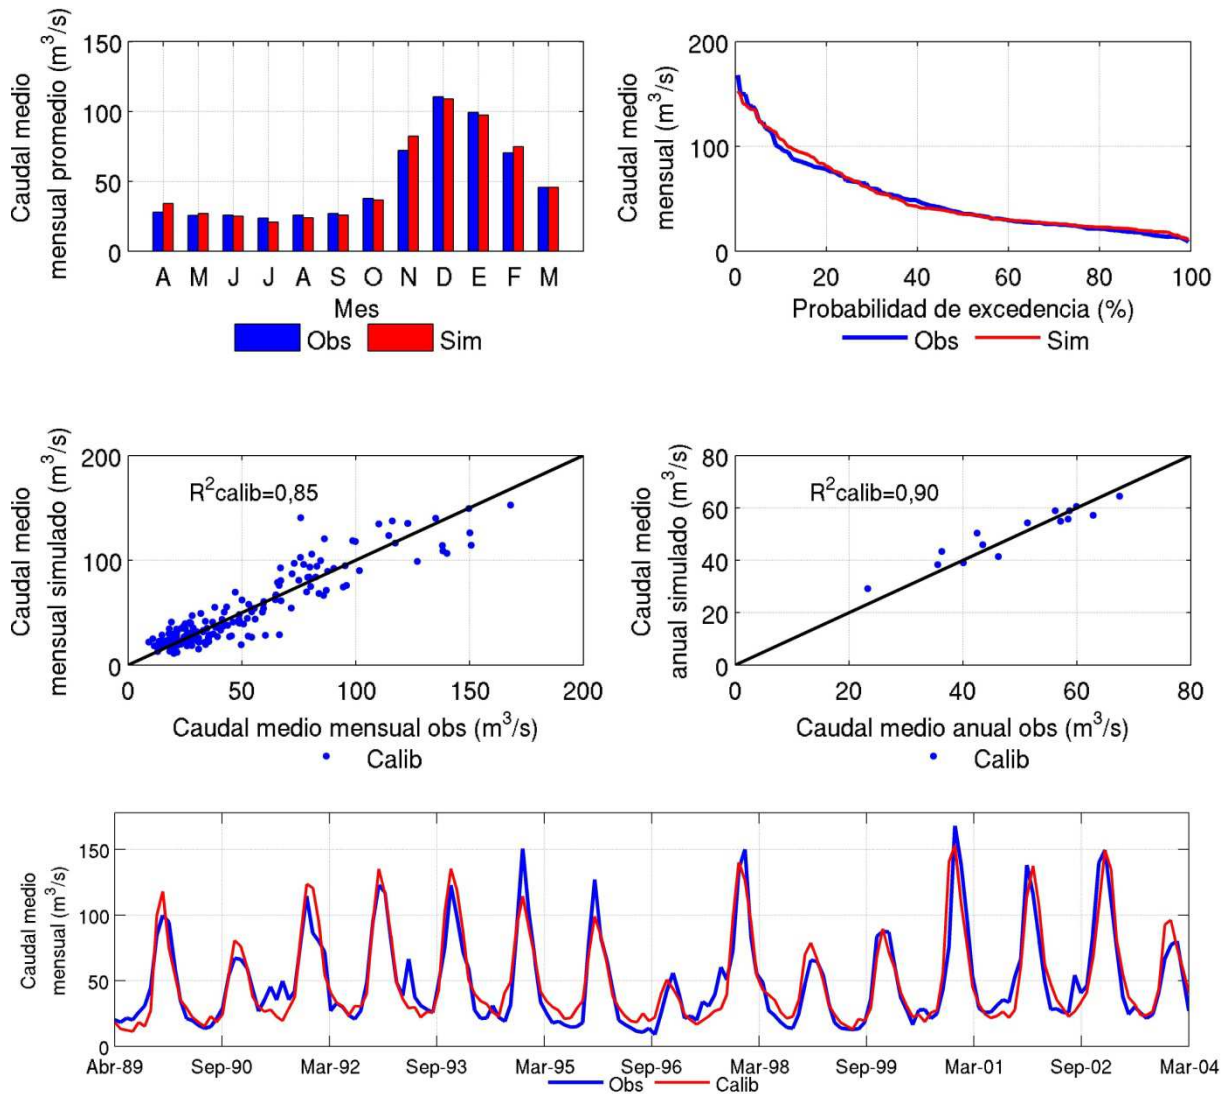 Caudal medio
mensual promedio (m³/s)
150
100
50
0
A M J J A S O N D E F M
Mes
Obs Sim
Caudal medio
mensual (m³/s)
200
100
0
0 20 40 60 80 100
Probabilidad de excedencia (%)
Obs Sim
Caudal medio
mensual simulado (m³/s)
200
100
0
R²calib=0,85
0 50 100 150 200
Caudal medio mensual obs (m³/s)
Calib
Caudal medio
anual simulado (m³/s)
80
60
40
20
0
R²calib=0,90
0 20 40 60 80
Caudal medio anual obs (m³/s)
Calib
Caudal medio
mensual (m³/s)
150
100
50
0
Abr-89 Sep-90 Mar-92 Sep-93 Mar-95 Sep-96 Mar-98 Sep-99 Mar-01 Sep-02 Mar-04
Obs Calib